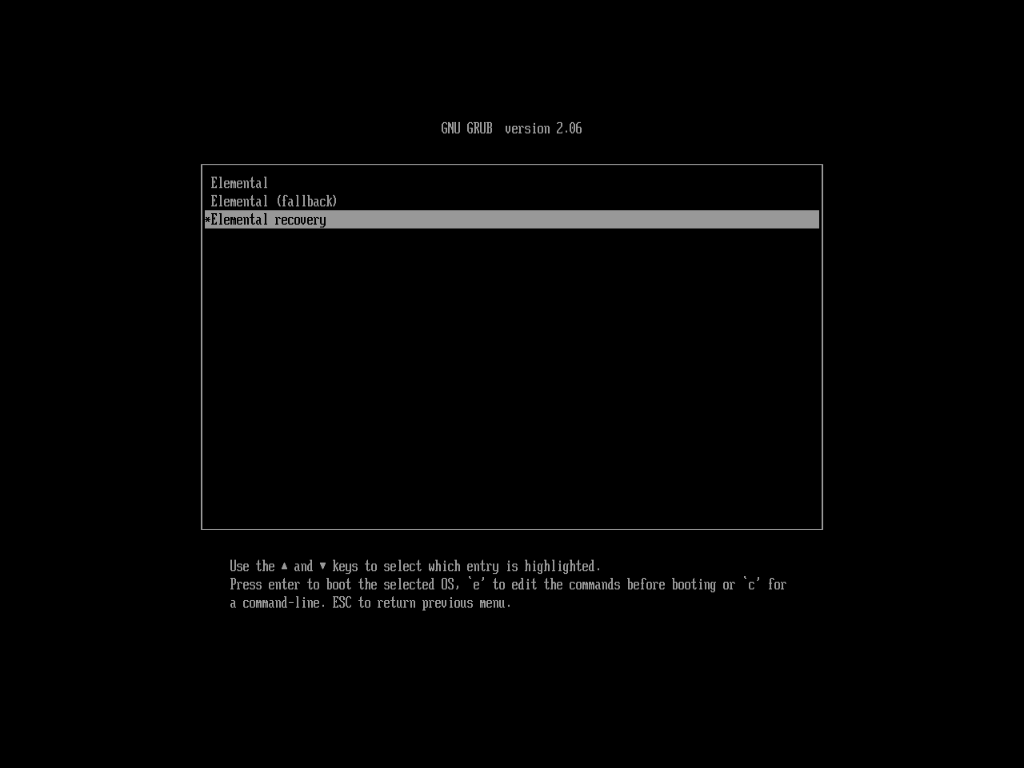 GNU GRUB version 2.06
Elemental
Elemental (fallback)
*Elemental recovery
Use the ▲ and ▼ keys to select which entry is highlighted.
Press enter to boot the selected OS, `e' to edit the commands before booting or `c' for
a command-line. ESC to return previous menu.